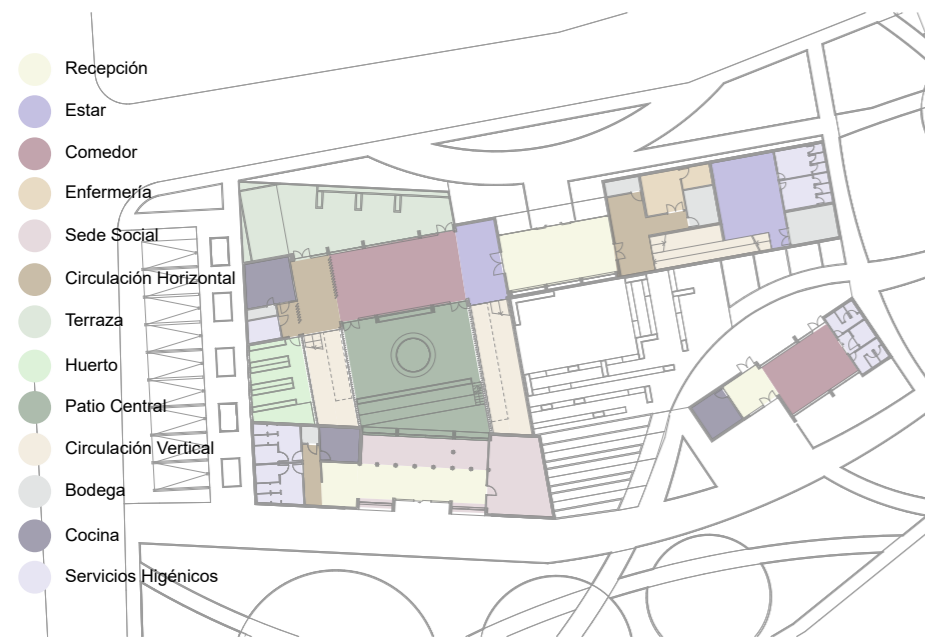 Recepción
Estar
Comedor
Enfermería
Sede Social
Circulación Horizontal
Terraza
Huerto
Patio Central
Circulación Vertical
Bodega
Cocina
Servicios Higénicos